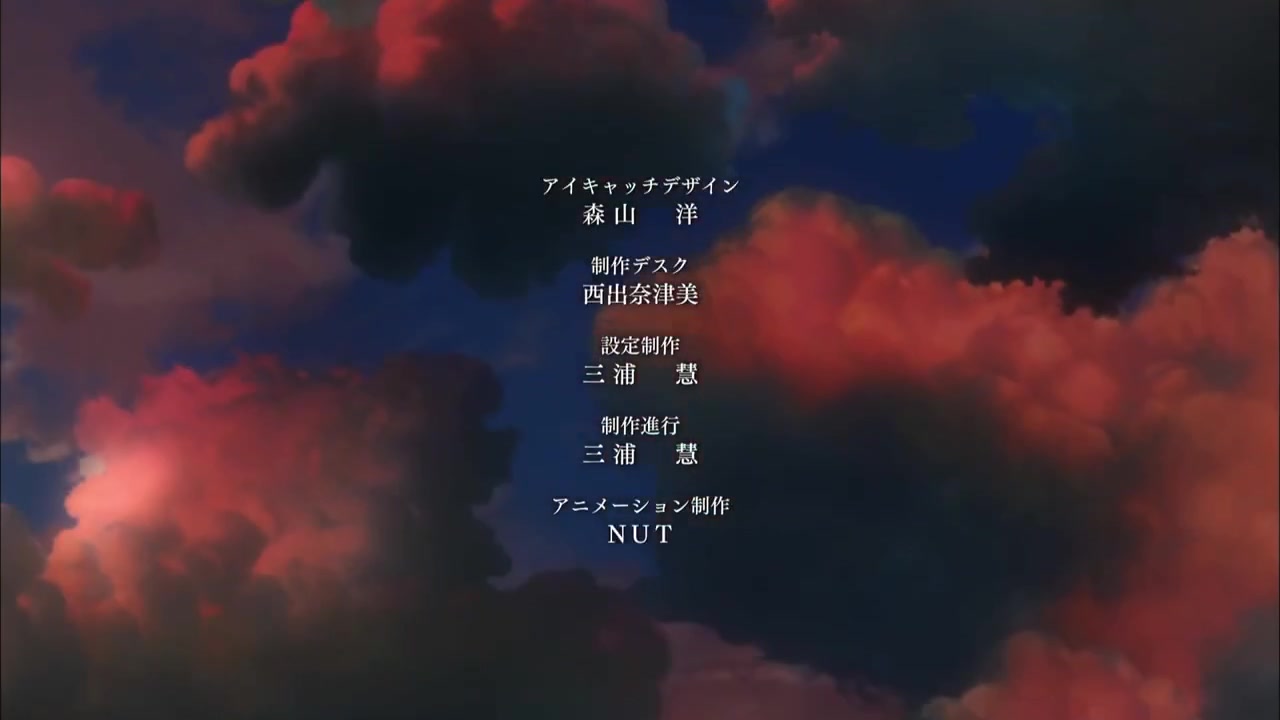 アイキャッチデザイン
森山　洋
制作デスク
西出奈津美
設定制作
三浦　慧
制作進行
三浦　慧
アニメーション制作
NUT